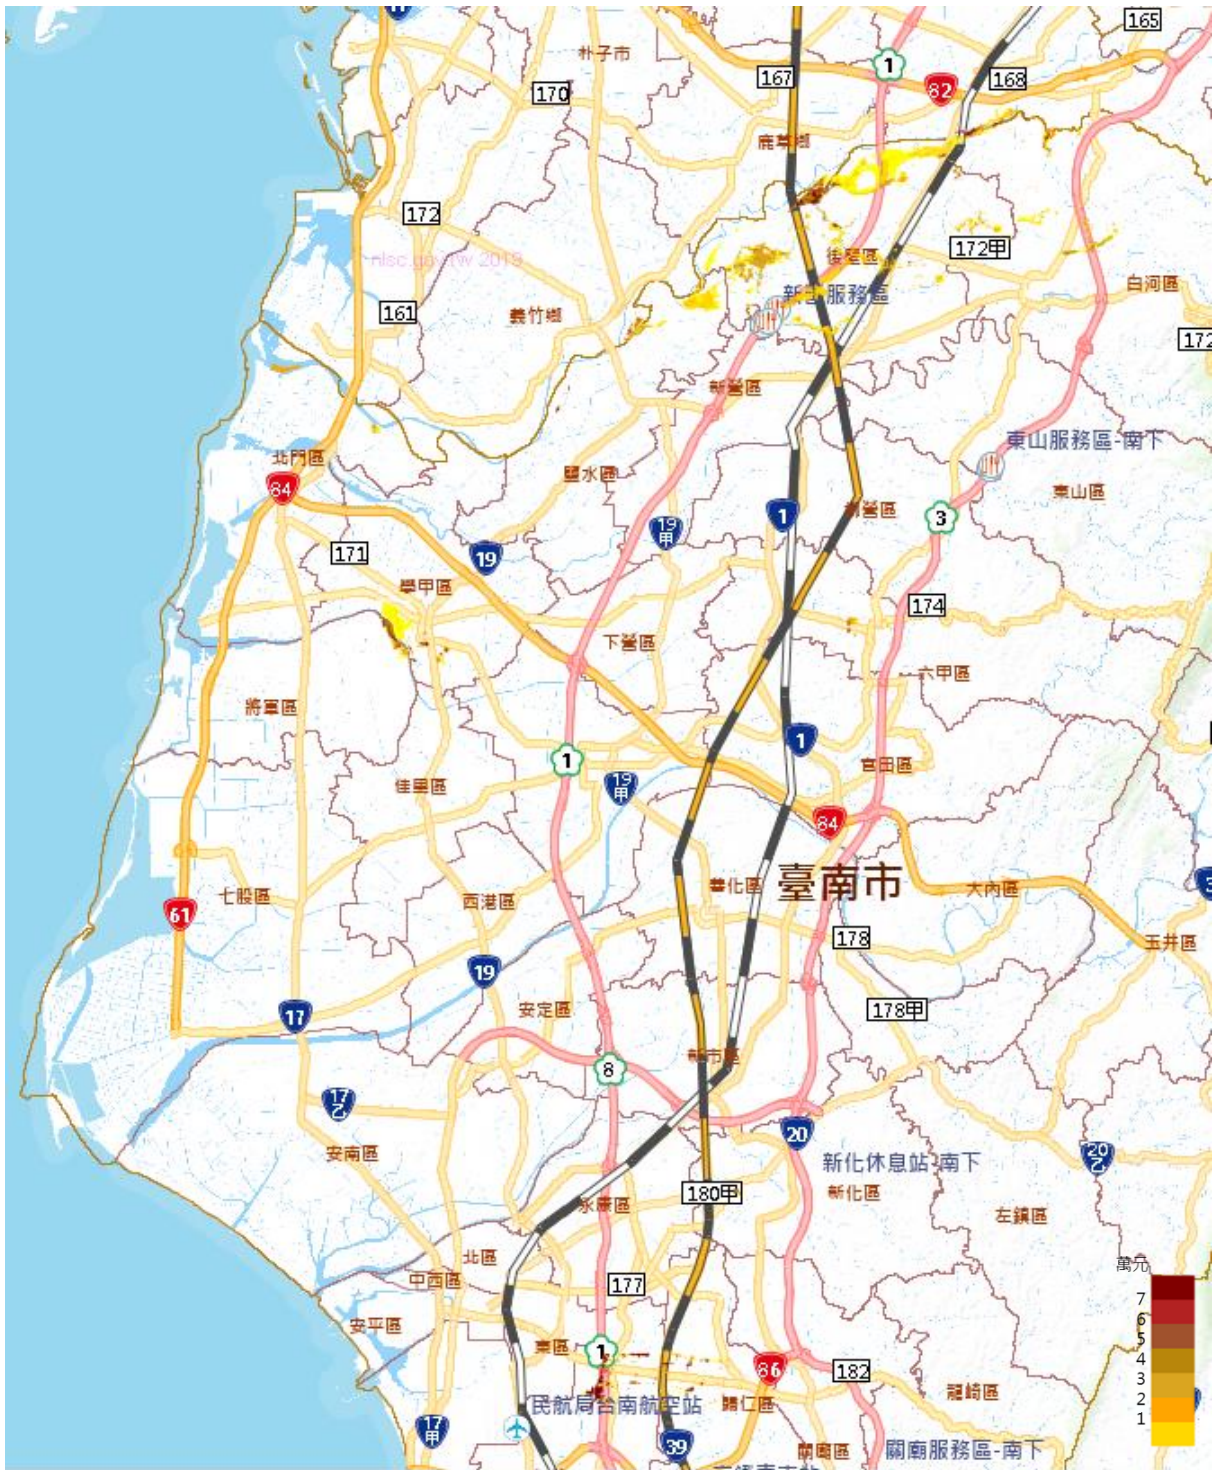 11
165
朴子市
1
167
168
82
170
鹿草鄉
172
172甲
nlsc.gov.tw 2019
後壁區
白河區
161
義竹鄉
172
新營區
東山服務區-南下
北門區
鹽水區
84
東山區
1
柳營區
3
19甲
171
19
學甲區
174
下營區
六甲區
將軍區
1
1
官田區
佳里區
19甲
84
善化區
臺南市
七股區
西港區
大內區
3
61
178
玉井區
19
安定區
178甲
17
新市區
8
17乙
20
安南區
新化休息站-南下
20乙
新化區
180甲
永康區
左鎮區
北區
萬元
中西區
177
7
6
安平區
5
東區
1
4
86
182
3
龍崎區
2
民航局台南航空站
歸仁區
1
17甲
39
關廟區
關廟服務區-南下